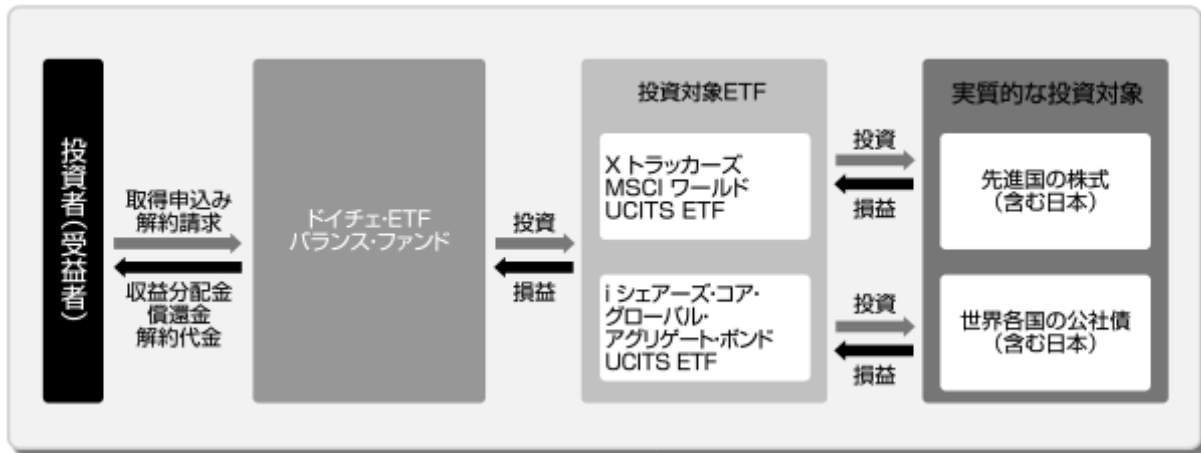 投資者(受益者)
取得申込み
解約請求
収益分配金
償還金
解約代金
ドイチェ・ETF
バランス・ファンド
投資
損益
投資対象ETF
X トラッカーズ
MSCI ワールド
UCITS ETF
i シェアーズ・コア・
グローバル・
アグリゲート・ボンド
UCITS ETF
投資
損益
投資
損益
実質的な投資対象
先進国の株式
(含む日本)
世界各国の公社債
(含む日本)